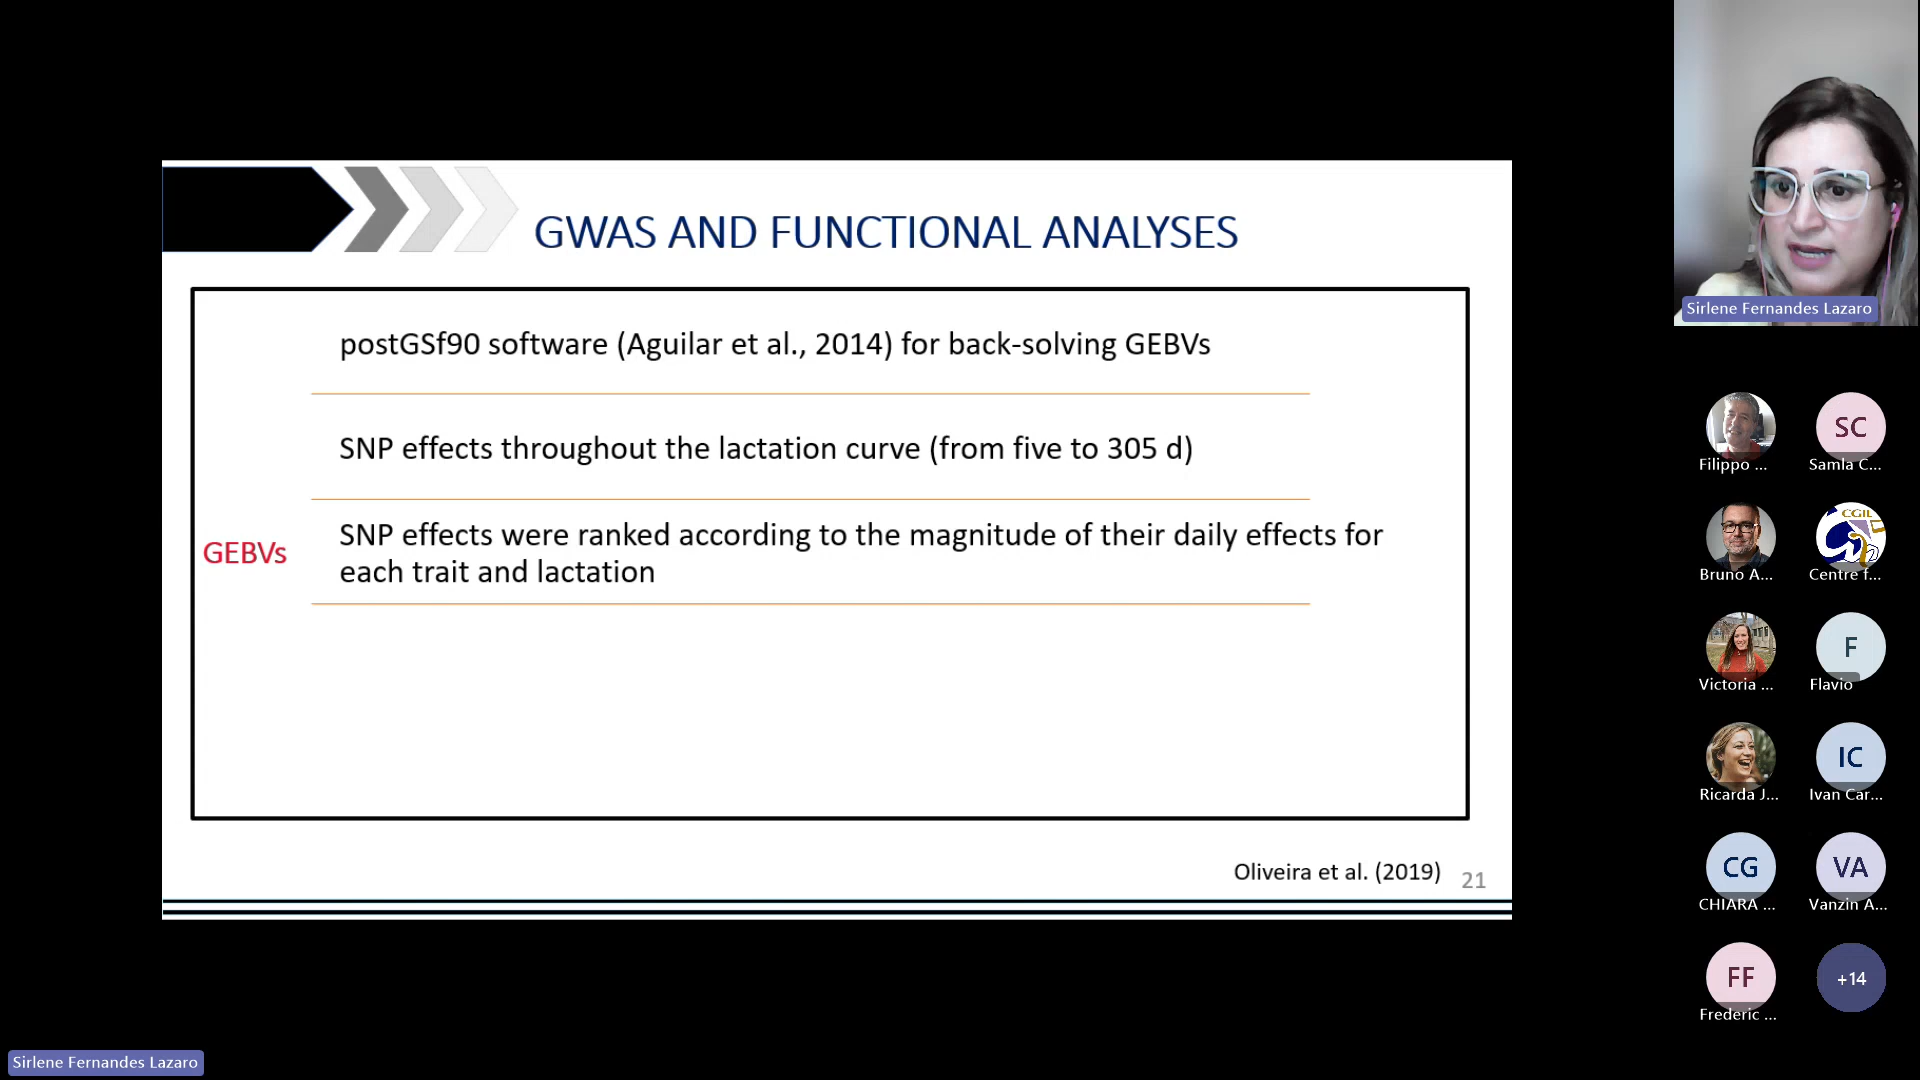 GWAS AND FUNCTIONAL ANALYSES
postGSf90 software (Aguilar et al., 2014) for back-solving GEBVs
SNP effects throughout the lactation curve (from five to 305 d)
GEBVs
SNP effects were ranked according to the magnitude of their daily effects for
each trait and lactation
Oliveira et al. (2019)
21
Sirlene Fernandes Lazaro
Filippo ...
SC
Samla C...
Bruno A...
CGIL
Centre f...
Victoria ...
F
Flavio
Ricarda J...
IC
Ivan Car...
CG
CHIARA ...
VA
Vanzin A...
FF
Frederic ...
+14
Sirlene Fernandes Lazaro